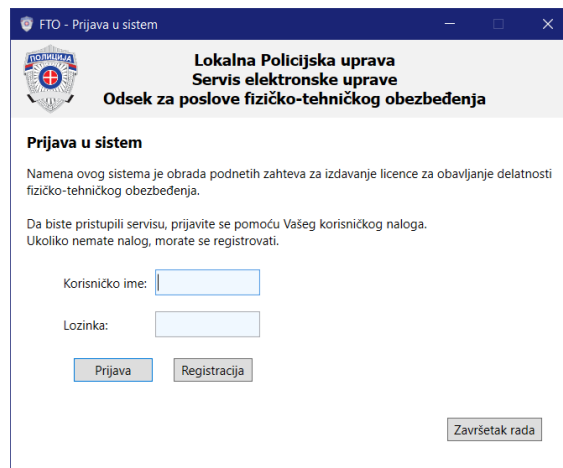 FTO - Prijava u sistem
ПОЛИЦИЈА
Lokalna Policijska uprava
Servis elektronske uprave
Odsek za poslove fizičko-tehničkog obezbeđenja
Prijava u sistem
Namena ovog sistema je obrada podnetih zahteva za izdavanje licence za obavljanje delatnosti
fizičko-tehničkog obezbeđenja.
Da biste pristupili servisu, prijavite se pomoću Vašeg korisničkog naloga.
Ukoliko nemate nalog, morate se registrovati.
Korisničko ime:
Lozinka:
Prijava Registracija
Završetak rada